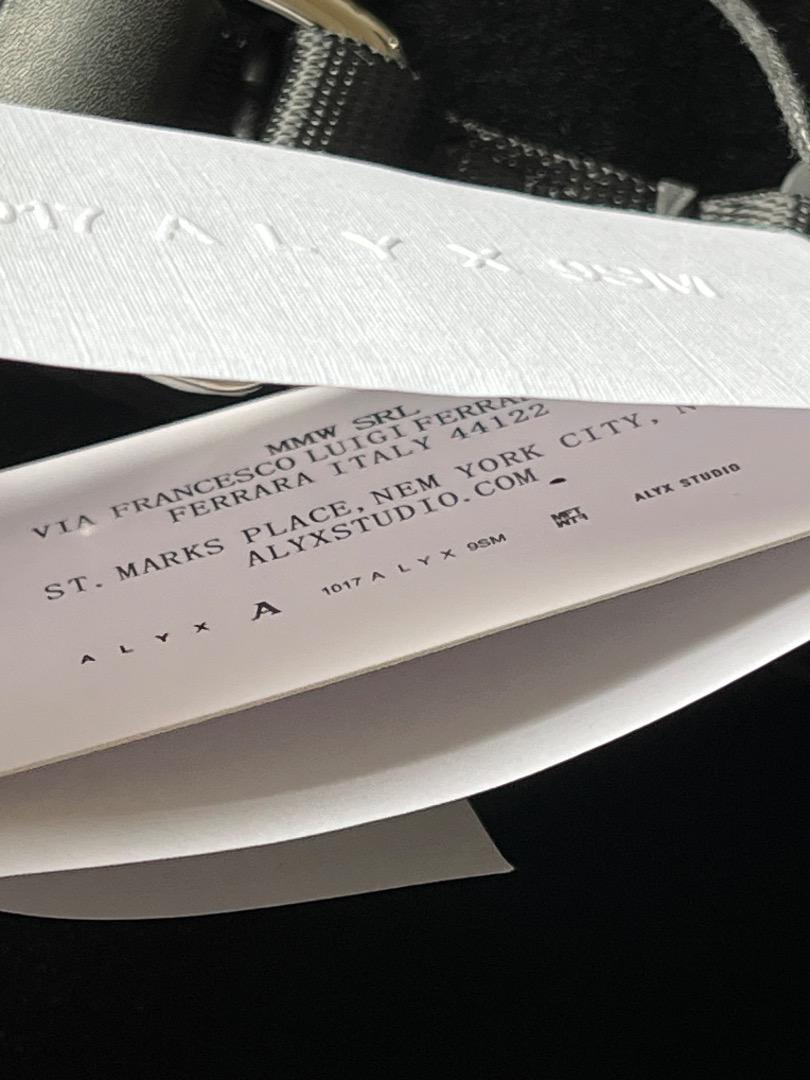 1017 A L Y X 9SM
MMW SRL
VIA FRANCESCO LUIGI
FERRARA ITALY 44122
ST. MARKS PLACE, NEW YORK CITY,
ALYXSTUDIO.COM
A L Y X A 1017 A L Y X 9SM ALYX STUDIO